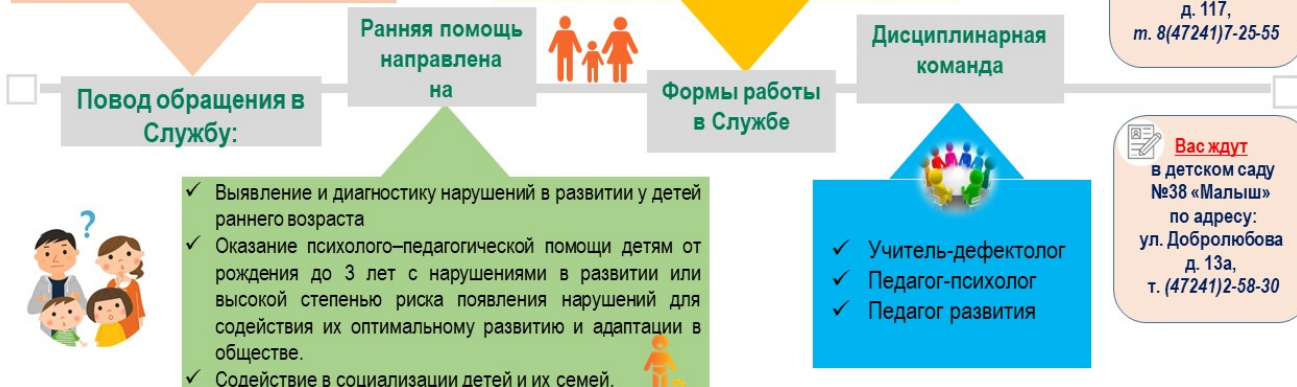 Ранняя помощь
направлена
на
Дисциплинарная
команда
д. 117,
т. 8(47241)7-25-55
Повод обращения в
Службу:
Формы работы
в Службе
✓ Выявление и диагностику нарушений в развитии у детей
раннего возраста
✓ Оказание психолого–педагогической помощи детям от
рождения до 3 лет с нарушениями в развитии или
высокой степенью риска появления нарушений для
содействия их оптимальному развитию и адаптации в
обществе.
✓ Содействие в социализации детей и их семей.
✓ Учитель-дефектолог
✓ Педагог-психолог
✓ Педагог развития
Вас ждут
в детском саду
№38 «Малыш»
по адресу:
ул. Добролюбова
д. 13а,
т. (47241)2-58-30